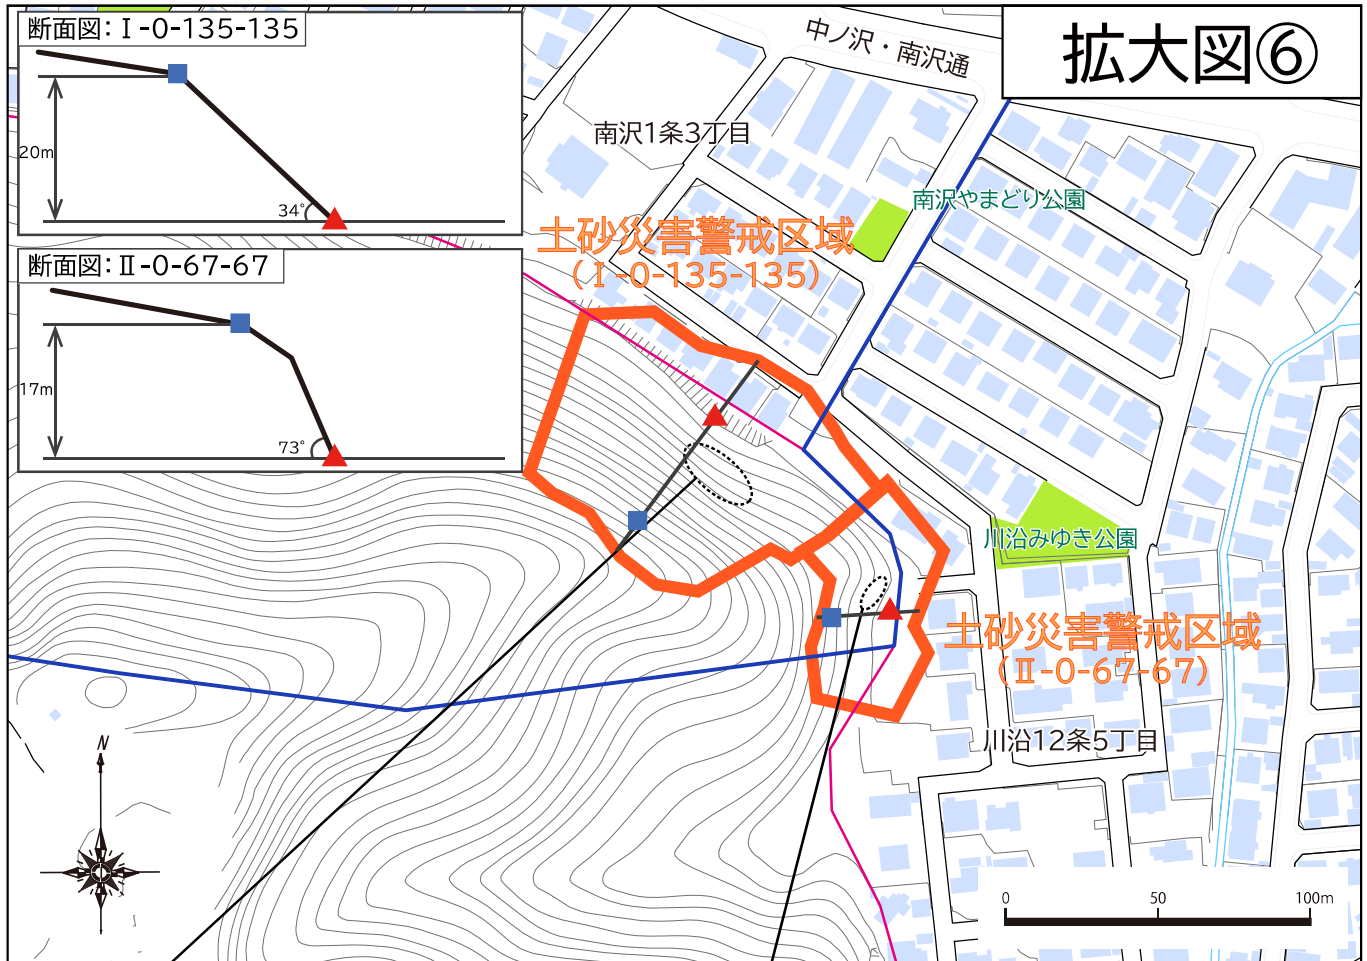 断面図：Ⅰ-0-135-135
20m
34°
断面図：Ⅱ-0-67-67
17m
73°
拡大図⑥
中ノ沢・南沢通
南沢1条3丁目
南沢やまどり公園
土砂災害警戒区域
（Ⅰ-0-135-135）
川沿みゆき公園
土砂災害警戒区域
（Ⅱ-0-67-67）
川沿12条5丁目
N
0 50 100m